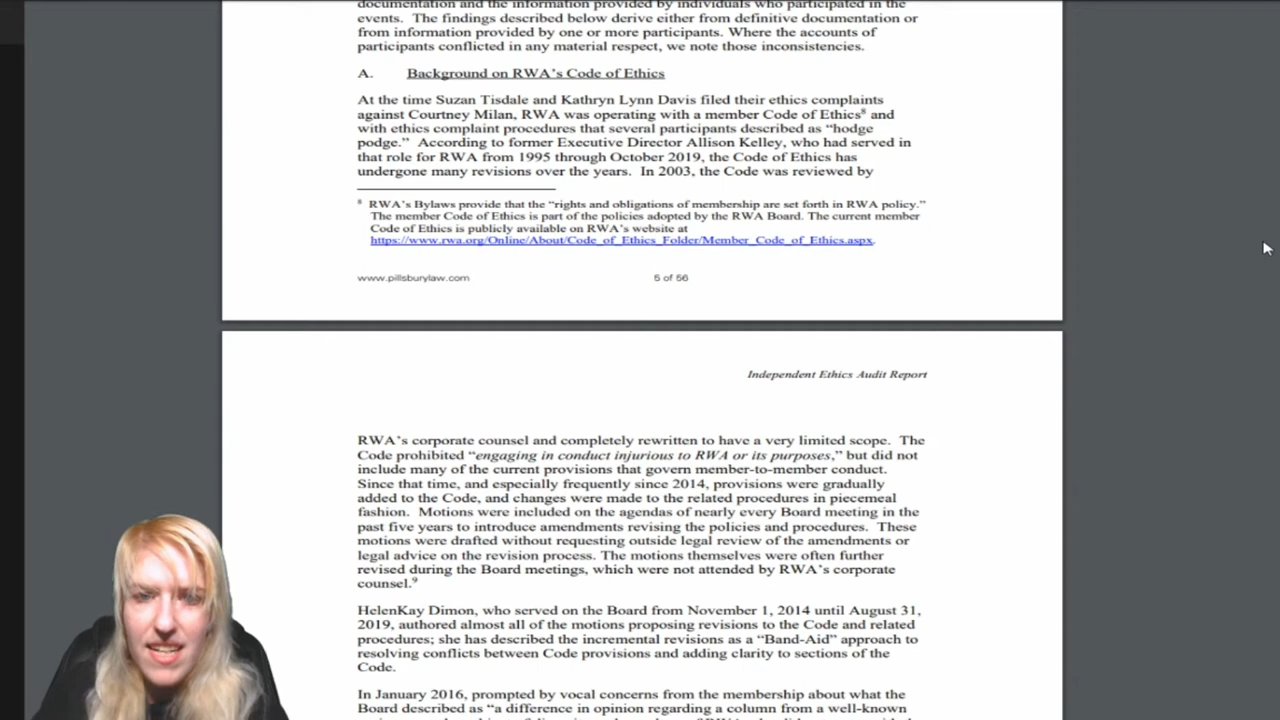 documentation and the information provided by individuals who participated in the
events. The findings described below derive either from definitive documentation or
from information provided by one or more participants. Where the accounts of
participants conflicted in any material respect, we note those inconsistencies.
A. Background on RWA's Code of Ethics
At the time Suzan Tisdale and Kathryn Lynn Davis filed their ethics complaints
against Courtney Milan, RWA was operating with a member Code of Ethics⁸ and
with ethics complaint procedures that several participants described as “hodge
podge.” According to former Executive Director Allison Kelley, who had served in
that role for RWA from 1995 through October 2019, the Code of Ethics has
undergone many revisions over the years. In 2003, the Code was reviewed by
⁸ RWA's Bylaws provide that the “rights and obligations of membership are set forth in RWA policy.”
The member Code of Ethics is part of the policies adopted by the RWA Board. The current member
Code of Ethics is publicly available on RWA's website at
https://www.rwa.org/Online/About/Code_of_Ethics_Folder/Member_Code_of_Ethics.aspx.
www.pillsburylaw.com 5 of 56
Independent Ethics Audit Report
RWA's corporate counsel and completely rewritten to have a very limited scope. The
Code prohibited “engaging in conduct injurious to RWA or its purposes,” but did not
include many of the current provisions that govern member-to-member conduct.
Since that time, and especially frequently since 2014, provisions were gradually
added to the Code, and changes were made to the related procedures in piecemeal
fashion. Motions were included on the agendas of nearly every Board meeting in the
past five years to introduce amendments revising the policies and procedures. These
motions were drafted without requesting outside legal review of the amendments or
legal advice on the revision process. The motions themselves were often further
revised during the Board meetings, which were not attended by RWA's corporate
counsel.⁹
HelenKay Dimon, who served on the Board from November 1, 2014 until August 31,
2019, authored almost all of the motions proposing revisions to the Code and related
procedures; she has described the incremental revisions as a “Band-Aid” approach to
resolving conflicts between Code provisions and adding clarity to sections of the
Code.
In January 2016, prompted by vocal concerns from the membership about what the
Board described as “a difference in opinion regarding a column from a well-known